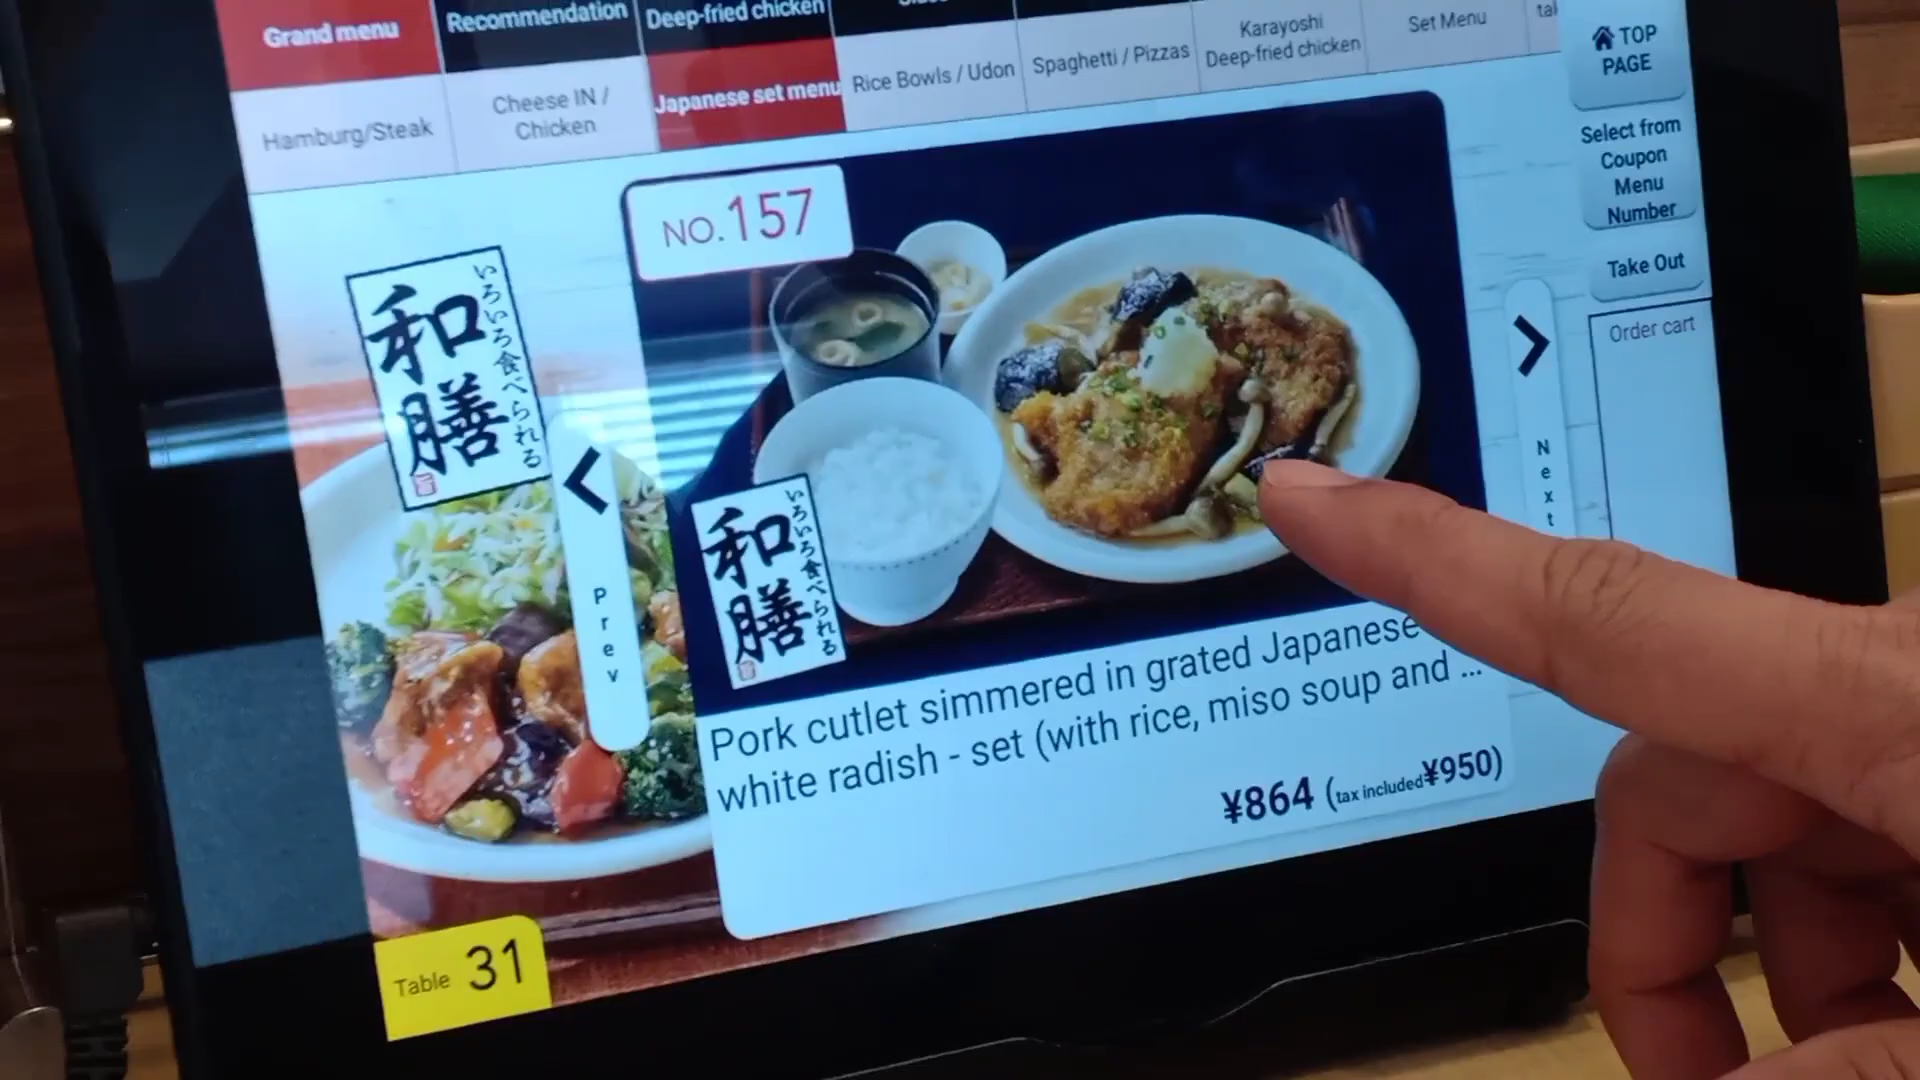 Grand menu
Recommendation
Deep-fried chicken
Hamburg/Steak
Cheese IN /
Chicken
Japanese set menu
Rice Bowls / Udon
Spaghetti / Pizzas
Karayoshi
Deep-fried chicken
Set Menu
TOP
PAGE
Select from
Coupon
Menu
Number
Take Out
Order cart
NO.157
いろいろ食べられる
和膳
Prev
いろいろ食べられる
和膳
Next
Pork cutlet simmered in grated Japanese
white radish - set (with rice, miso soup and ...
¥864 (tax included¥950)
Table 31